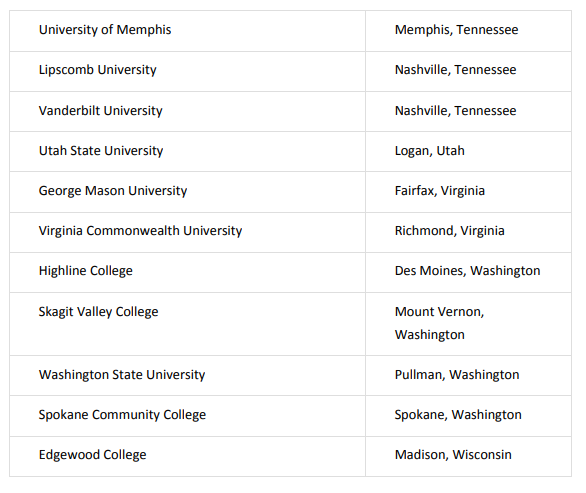 University of Memphis Memphis, Tennessee
Lipscomb University Nashville, Tennessee
Vanderbilt University Nashville, Tennessee
Utah State University Logan, Utah
George Mason University Fairfax, Virginia
Virginia Commonwealth University Richmond, Virginia
Highline College Des Moines, Washington
Skagit Valley College Mount Vernon,
Washington
Washington State University Pullman, Washington
Spokane Community College Spokane, Washington
Edgewood College Madison, Wisconsin